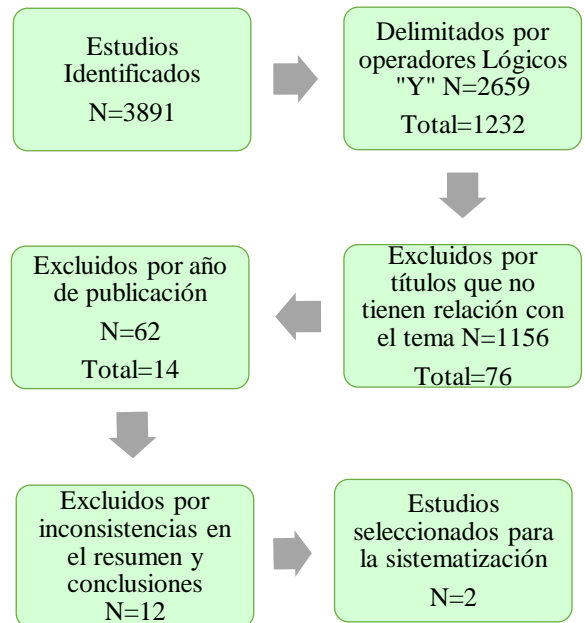 Estudios
Identificados
N=3891
Delimitados por
operadores Lógicos
"Y" N=2659
Total=1232
Excluidos por
títulos que no
tienen relación con
el tema N=1156
Total=76
Excluidos por año
de publicación
N=62
Total=14
Excluidos por
inconsistencias en
el resumen y
conclusiones
N=12
Estudios
seleccionados para
la sistematización
N=2